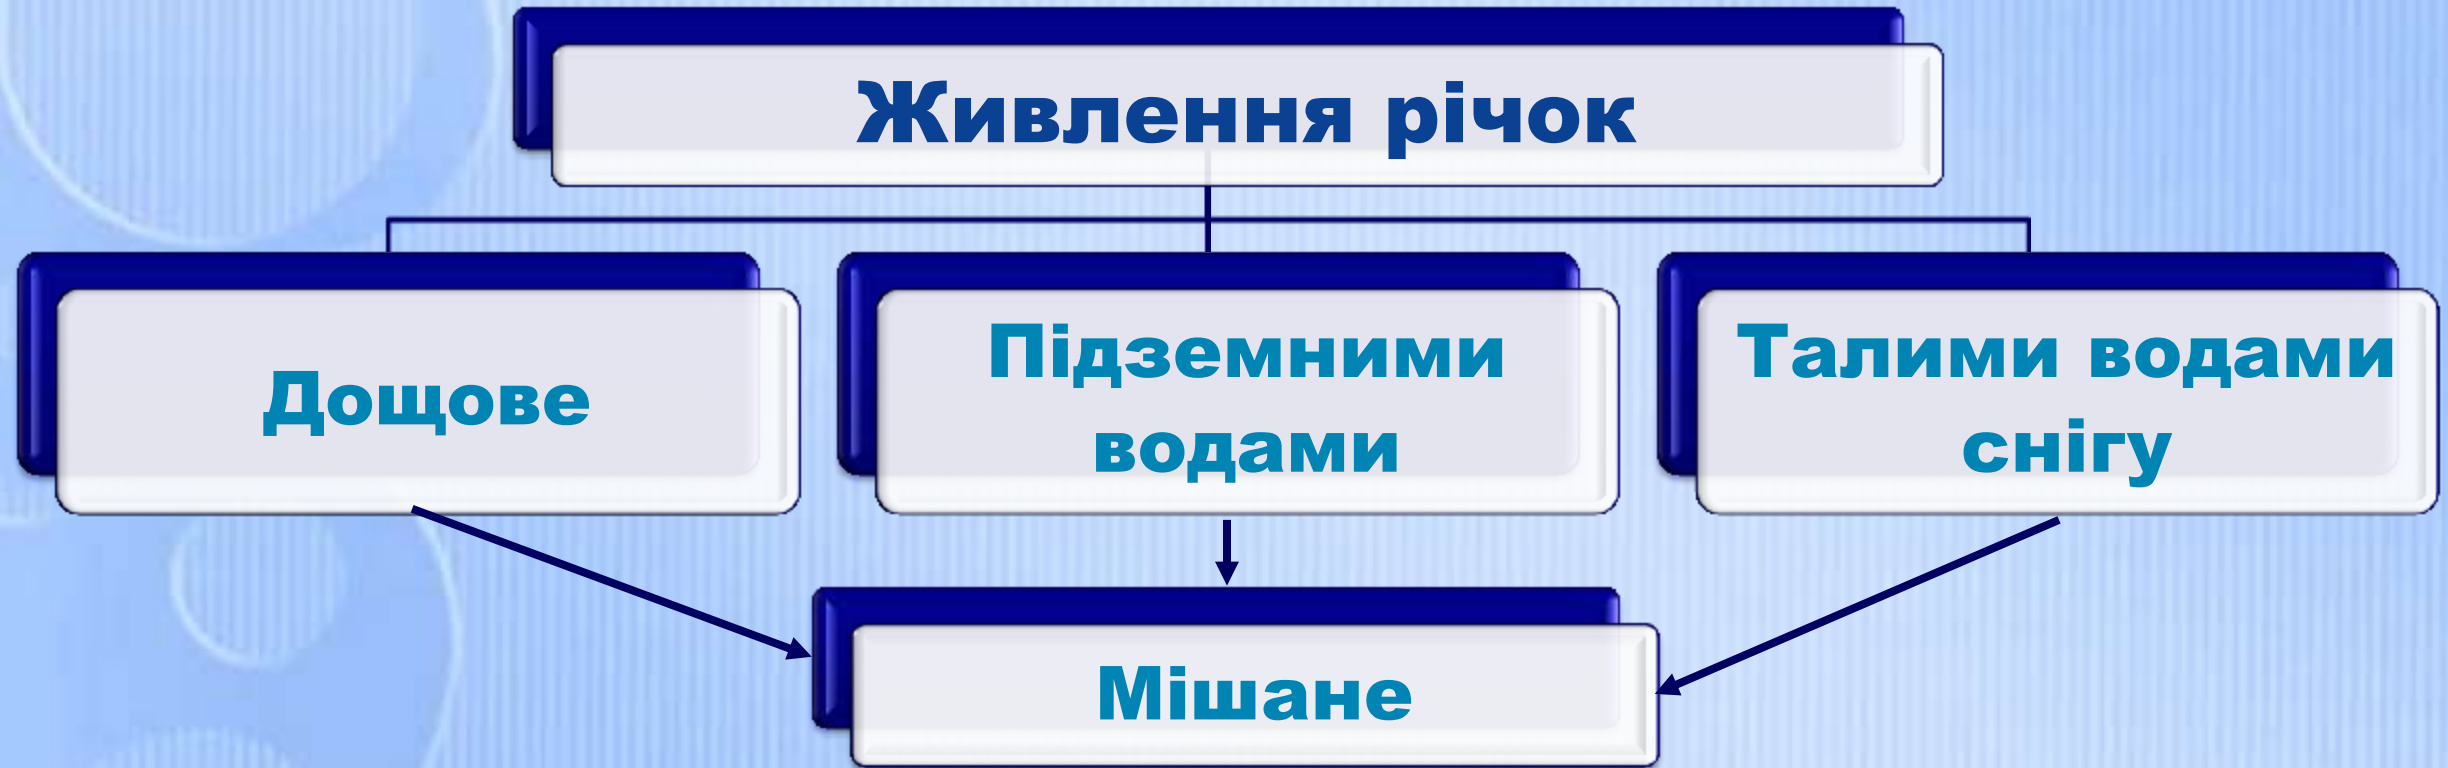 Живлення річок
Дощове
Підземними
водами
Талими водами
снігу
Мішане